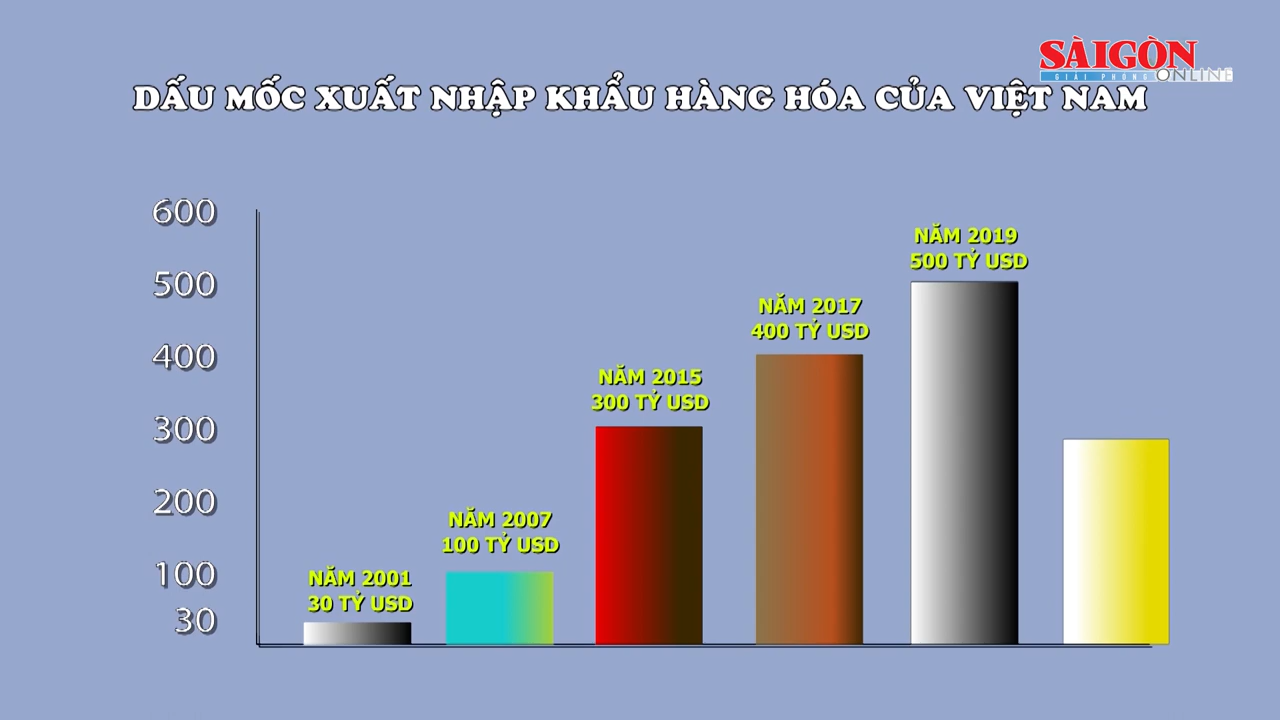 SÀIGÒN
GIẢI PHÓNG ONLINE
DẤU MỐC XUẤT NHẬP KHẨU HÀNG HÓA CỦA VIỆT NAM
600
500
400
300
200
100
30
NĂM 2001
30 TỶ USD
NĂM 2007
100 TỶ USD
NĂM 2015
300 TỶ USD
NĂM 2017
400 TỶ USD
NĂM 2019
500 TỶ USD